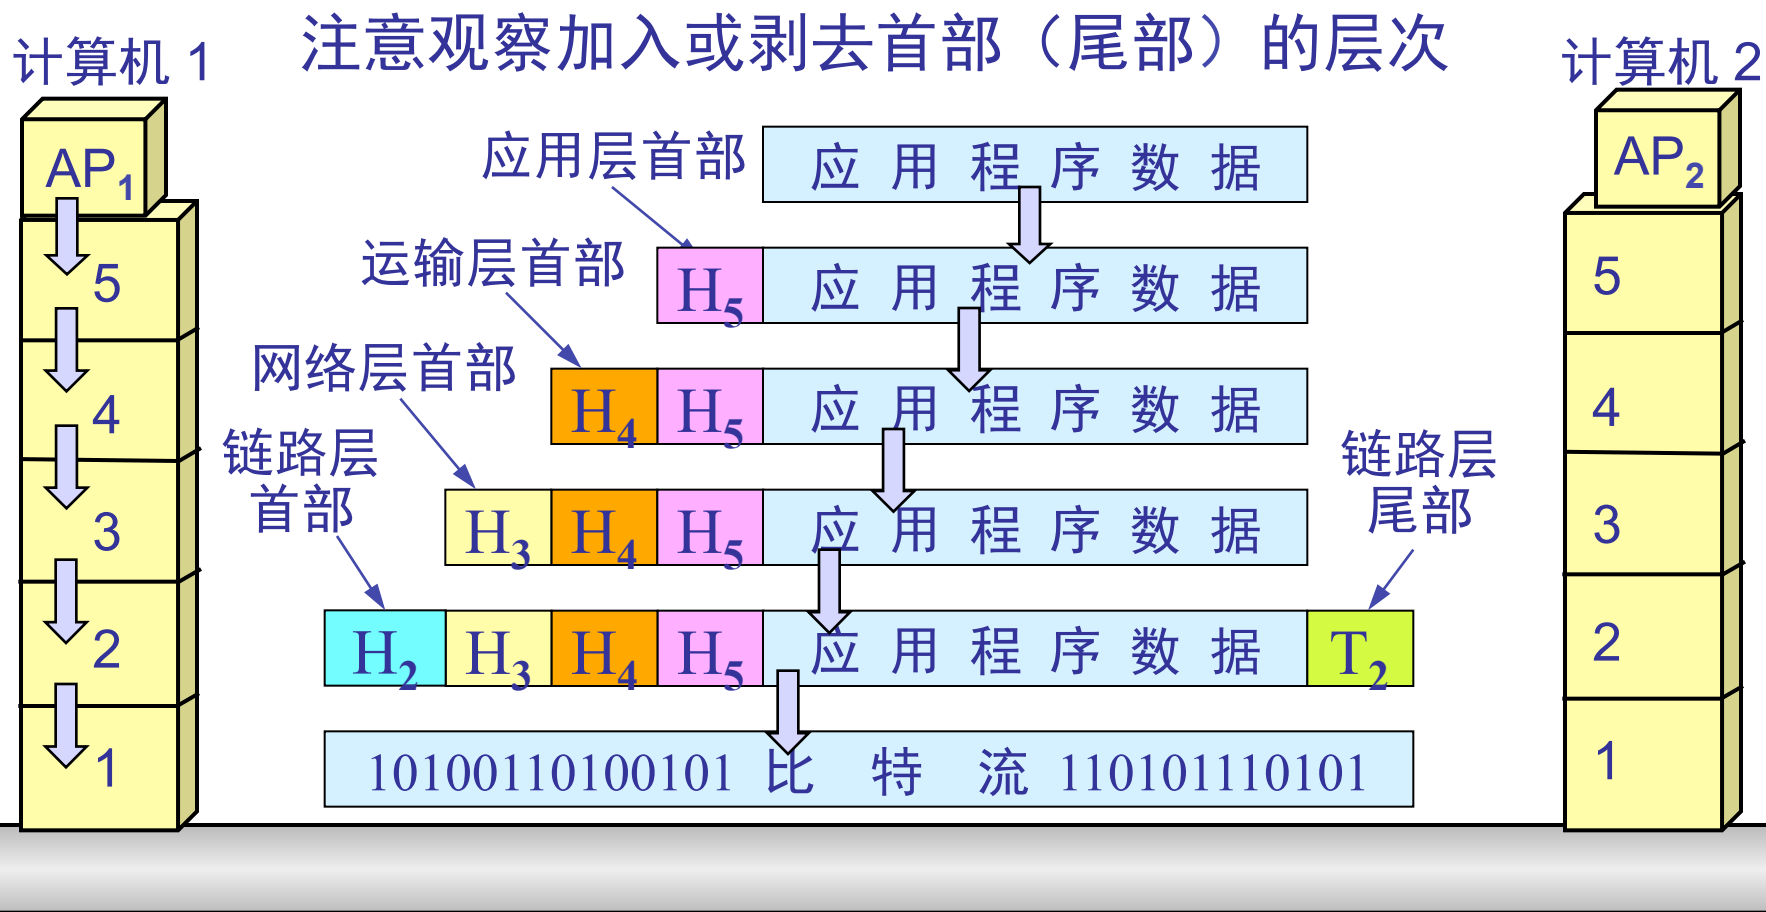 注意观察加入或剥去首部（尾部）的层次
计算机 1
计算机 2
AP1
AP2
应用层首部
应 用 程 序 数 据
运输层首部
H5 应 用 程 序 数 据
网络层首部
H4 H5 应 用 程 序 数 据
链路层
首部
链路层
尾部
H3 H4 H5 应 用 程 序 数 据
H2 H3 H4 H5 应 用 程 序 数 据 T2
10100110100101 比 特 流 110101110101
5
4
3
2
1
5
4
3
2
1